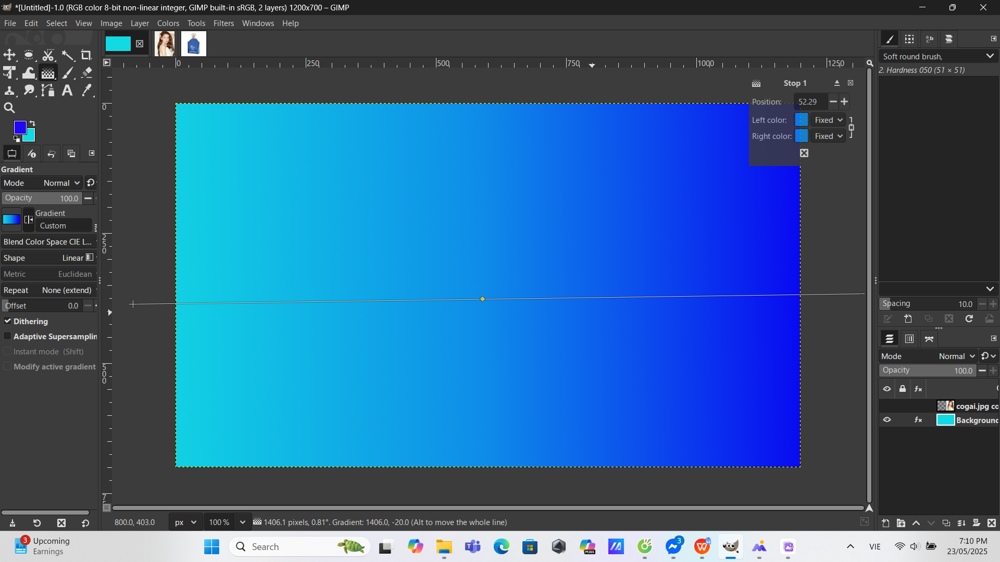 *[Untitled]-1.0 (RGB color 8-bit non-linear integer, GIMP built-in sRGB, 2 layers) 1200x700 – GIMP
File Edit Select View Image Layer Colors Tools Filters Windows Help
0 250 500 750 1000 1250
Soft round brush,
2. Hardness 050 (51 × 51)
Stop 1
Position: 52.29
Left color: Fixed
Right color: Fixed
0
250
500
Gradient
Mode Normal
Opacity 100.0
Gradient
Custom
Blend Color Space CIE L...
Shape Linear
Metric Euclidean
Repeat None (extend)
Offset 0.0
Dithering
Adaptive Supersamplin
Instant mode (Shift)
Modify active gradient
Spacing 10.0
Mode Normal
Opacity 100.0
fx
cogai.jpg co
fx Background
800.0, 403.0 px 100 % 1406.1 pixels, 0.81°. Gradient: 1406.0, -20.0 (Alt to move the whole line)
3 Upcoming
Earnings
Search
M365
3
VIE
7:10 PM
23/05/2025